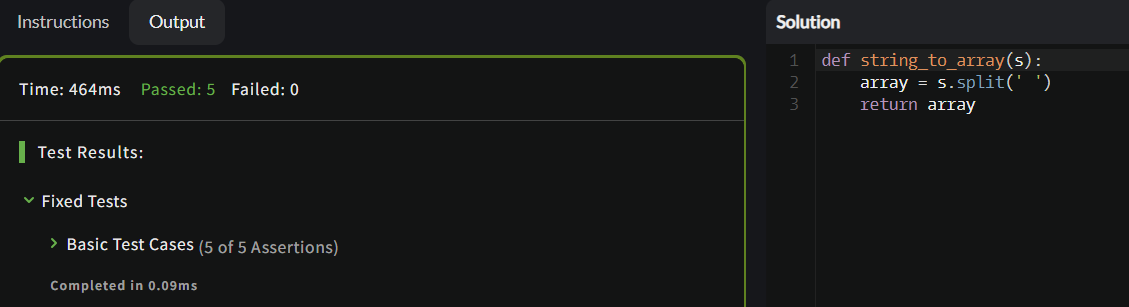 Instructions
Output
Time: 464ms Passed: 5 Failed: 0
Test Results:
Fixed Tests
Basic Test Cases (5 of 5 Assertions)
Completed in 0.09ms
Solution
1 def string_to_array(s):
2     array = s.split(' ')
3     return array